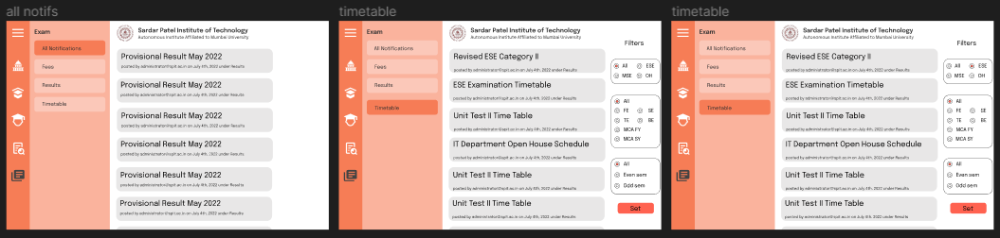 all notifs
Exam
All Notifications
Fees
Results
Timetable
Sardar Patel Institute of Technology
Autonomous Institute Affiliated to Mumbai University
Provisional Result May 2022
posted by administrator@spit.ac.in on July 4th, 2022 under Results
Provisional Result May 2022
posted by administrator@spit.ac.in on July 4th, 2022 under Results
Provisional Result May 2022
posted by administrator@spit.ac.in on July 4th, 2022 under Results
Provisional Result May 2022
posted by administrator@spit.ac.in on July 4th, 2022 under Results
Provisional Result May 2022
posted by administrator@spit.ac.in on July 4th, 2022 under Results
Provisional Result May 2022
posted by administrator@spit.ac.in on July 4th, 2022 under Results
timetable
Exam
All Notifications
Fees
Results
Timetable
Sardar Patel Institute of Technology
Autonomous Institute Affiliated to Mumbai University
Revised ESE Category II
posted by administrator@spit.ac.in on July 4th, 2022 under Results
ESE Examination Timetable
posted by administrator@spit.ac.in on July 4th, 2022 under Results
Unit Test II Time Table
posted by administrator@spit.ac.in on July 4th, 2022 under Results
IT Department Open House Schedule
posted by administrator@spit.ac.in on July 4th, 2022 under Results
Unit Test II Time Table
posted by administrator@spit.ac.in on July 4th, 2022 under Results
Unit Test II Time Table
posted by administrator@spit.ac.in on July 4th, 2022 under Results
Filters
All ESE
MSE OH
All
FE SE
TE BE
MCA FY
MCA SY
All
Even sem
Odd sem
Set
timetable
Exam
All Notifications
Fees
Results
Timetable
Sardar Patel Institute of Technology
Autonomous Institute Affiliated to Mumbai University
Revised ESE Category II
posted by administrator@spit.ac.in on July 4th, 2022 under Results
ESE Examination Timetable
posted by administrator@spit.ac.in on July 4th, 2022 under Results
Unit Test II Time Table
posted by administrator@spit.ac.in on July 4th, 2022 under Results
IT Department Open House Schedule
posted by administrator@spit.ac.in on July 4th, 2022 under Results
Unit Test II Time Table
posted by administrator@spit.ac.in on July 4th, 2022 under Results
Unit Test II Time Table
posted by administrator@spit.ac.in on July 4th, 2022 under Results
Filters
All ESE
MSE OH
All
FE SE
TE BE
MCA FY
MCA SY
All
Even sem
Odd sem
Set